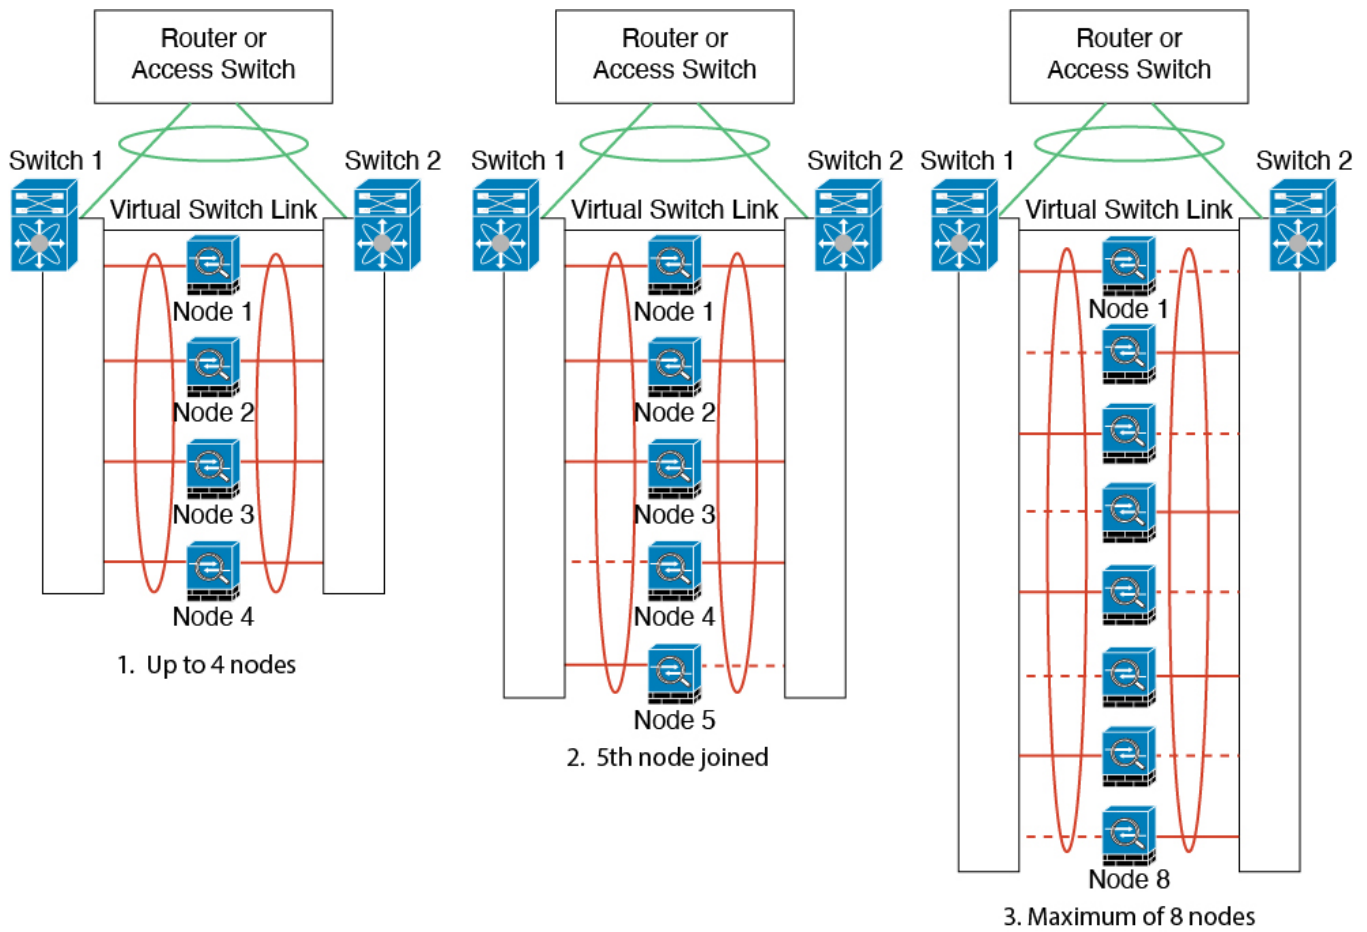 Router or
Access Switch
Switch 1
Switch 2
Virtual Switch Link
Node 1
Node 2
Node 3
Node 4
1. Up to 4 nodes
Router or
Access Switch
Switch 1
Switch 2
Virtual Switch Link
Node 1
Node 2
Node 3
Node 4
Node 5
2. 5th node joined
Router or
Access Switch
Switch 1
Switch 2
Virtual Switch Link
Node 1
Node 8
3. Maximum of 8 nodes